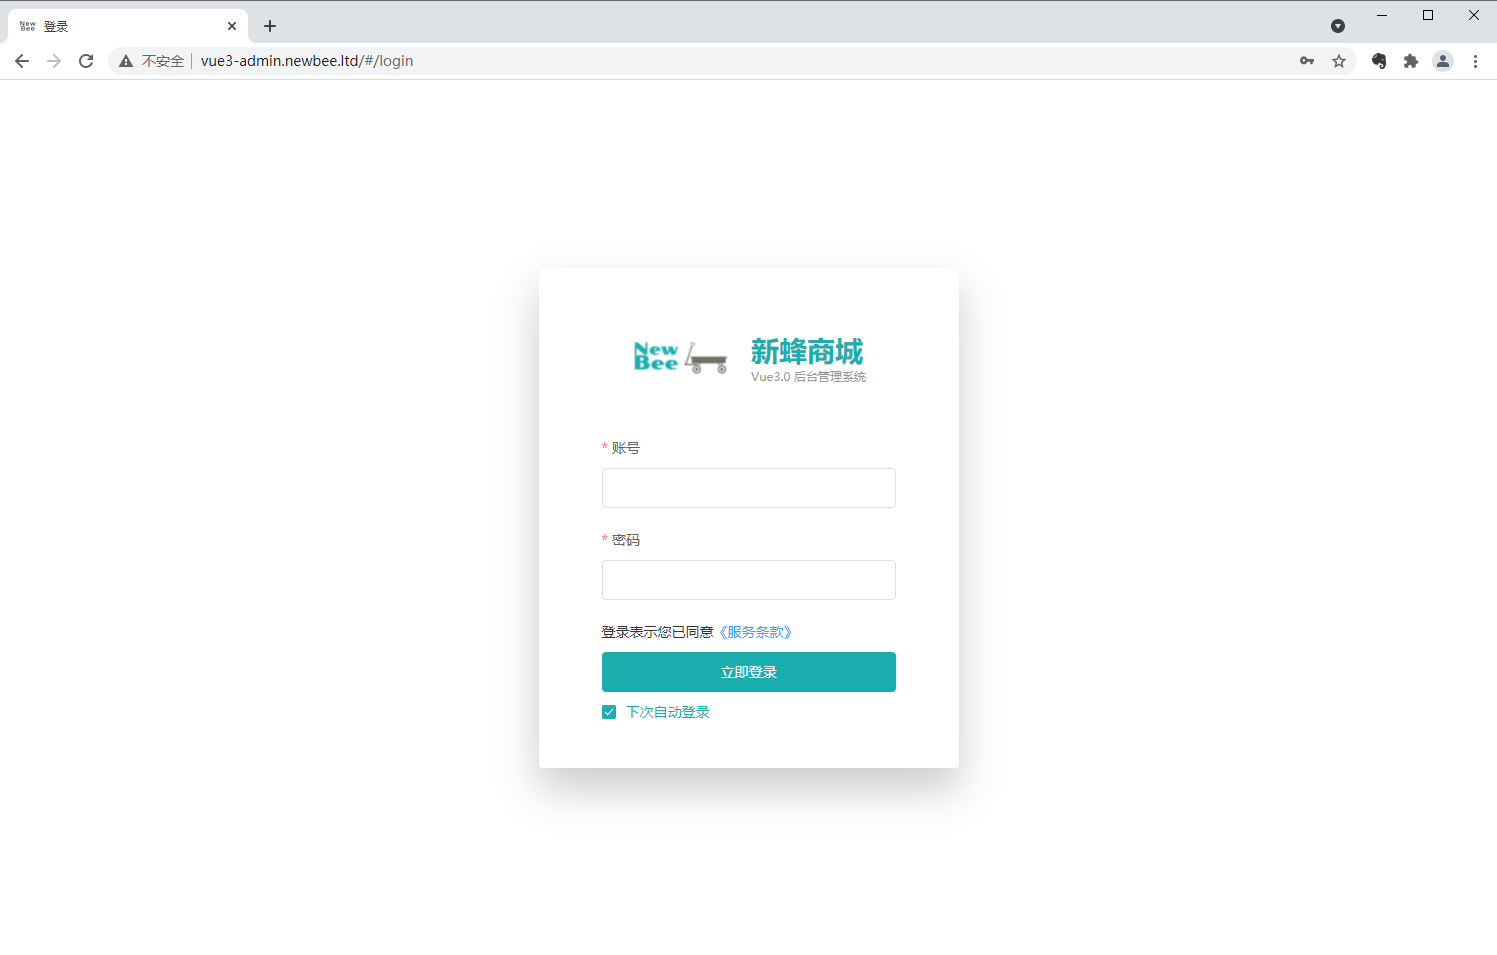 New
Bee
登录
不安全
vue3-admin.newbee.ltd/#/login
New
Bee
新蜂商城
Vue3.0 后台管理系统
* 账号
* 密码
登录表示您已同意《服务条款》
立即登录
下次自动登录